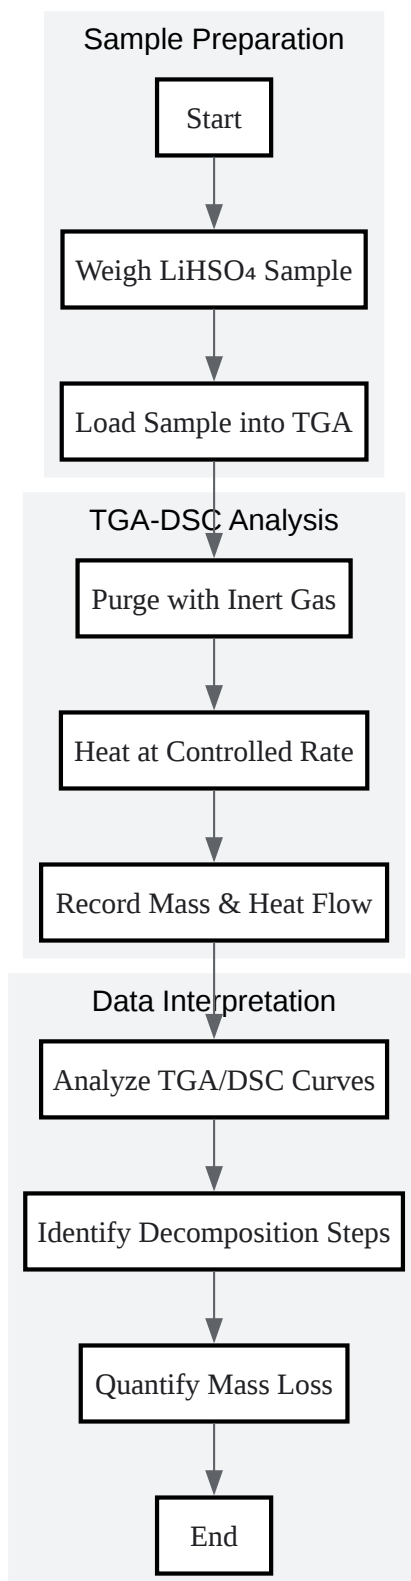 Sample Preparation
Start
Weigh LiHSO₄ Sample
Load Sample into TGA
TGA-DSC Analysis
Purge with Inert Gas
Heat at Controlled Rate
Record Mass & Heat Flow
Data Interpretation
Analyze TGA/DSC Curves
Identify Decomposition Steps
Quantify Mass Loss
End